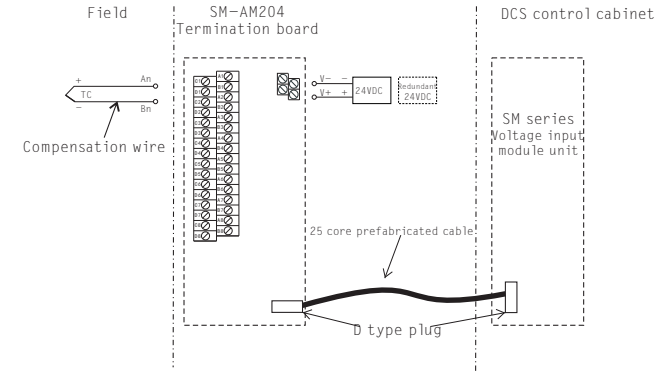 Field
SM-AM204
Termination board
DCS control cabinet
+
An
TC
−
Bn
Compensation wire
V- -
V+ +
24VDC
Redundant
24VDC
SM series
Voltage input
module unit
25 core prefabricated cable
D type plug